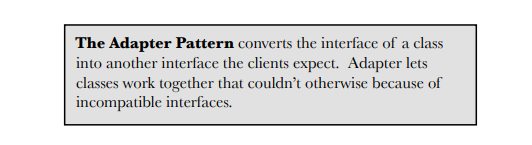 The Adapter Pattern converts the interface of a class
into another interface the clients expect.  Adapter lets
classes work together that couldn’t otherwise because of
incompatible interfaces.